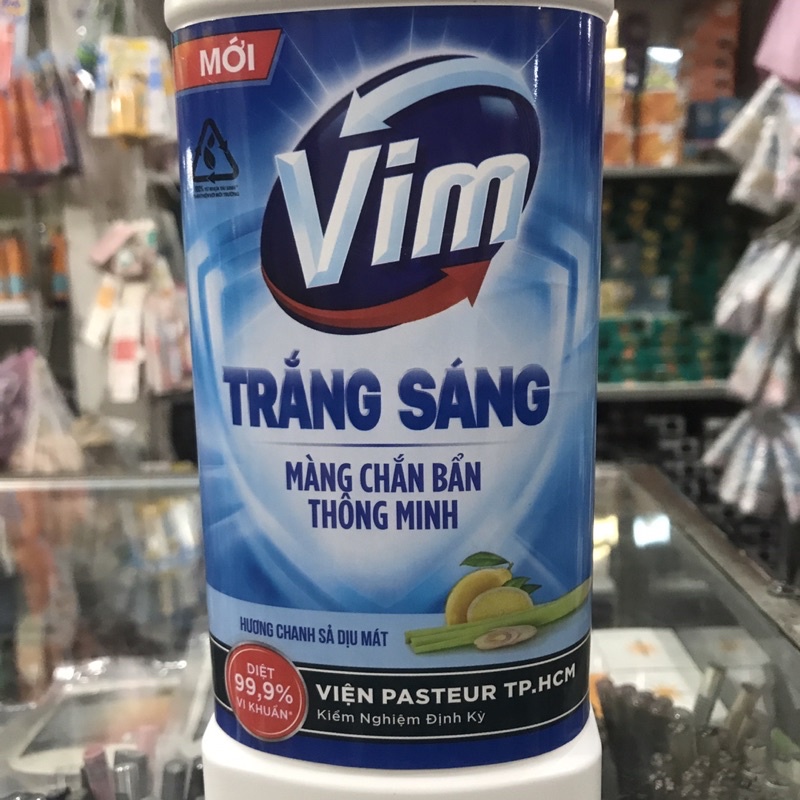 MỚI
Vim
TRẮNG SÁNG
MÀNG CHẮN BẨN
THÔNG MINH
HƯƠNG CHANH SẢ DỊU MÁT
DIỆT
99,9%
VI KHUẨN*
VIỆN PASTEUR TP.HCM
Kiểm Nghiệm Định Kỳ